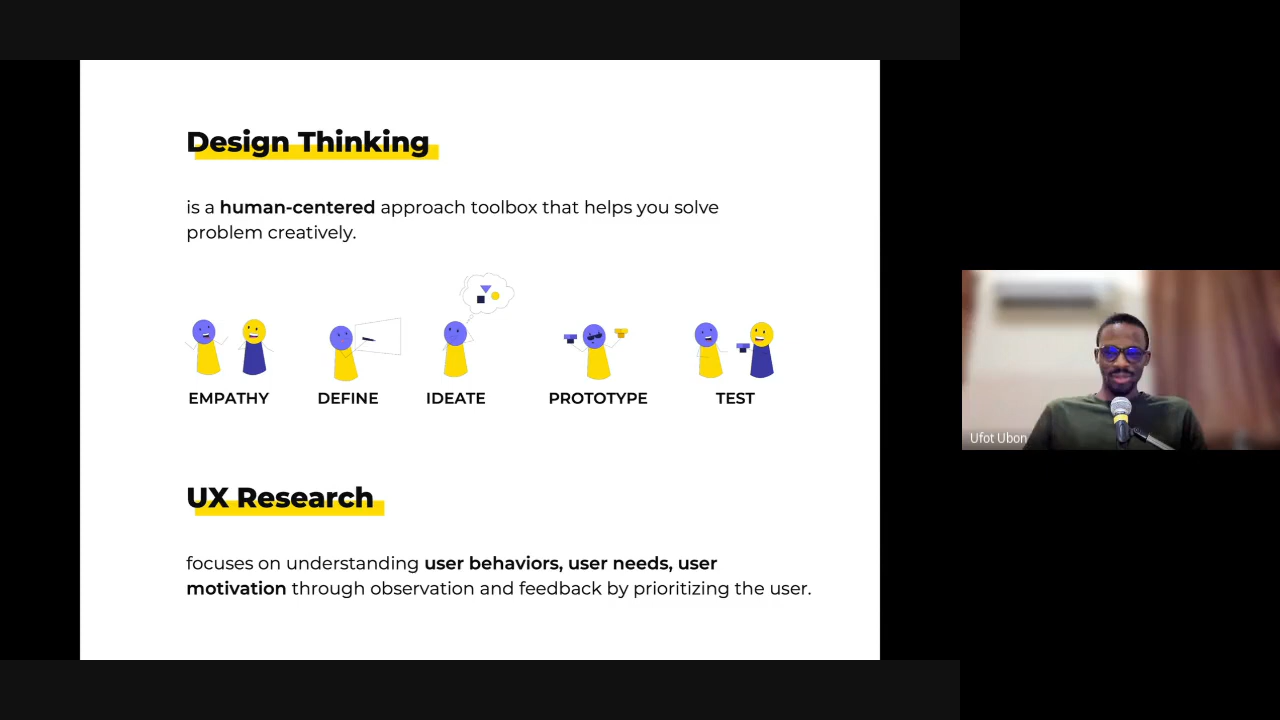 Design Thinking
is a human-centered approach toolbox that helps you solve
problem creatively.
EMPATHY DEFINE IDEATE PROTOTYPE TEST
UX Research
focuses on understanding user behaviors, user needs, user
motivation through observation and feedback by prioritizing the user.
Ufot Ubon